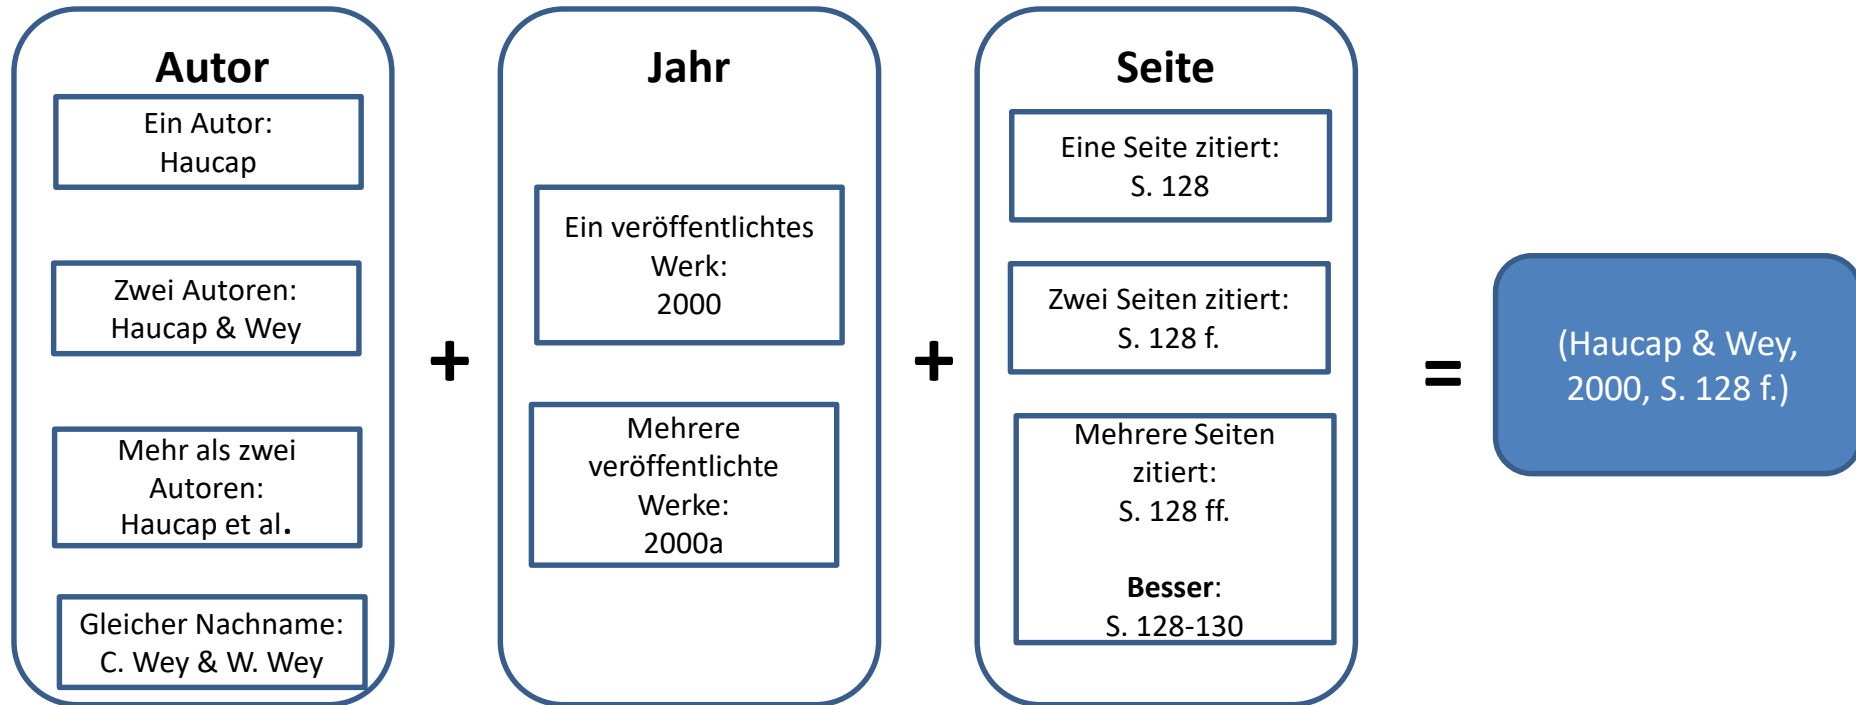 Autor
Ein Autor:
Haucap
Zwei Autoren:
Haucap & Wey
Mehr als zwei
Autoren:
Haucap et al.
Gleicher Nachname:
C. Wey & W. Wey
+
Jahr
Ein veröffentlichtes
Werk:
2000
Mehrere
veröffentlichte
Werke:
2000a
+
Seite
Eine Seite zitiert:
S. 128
Zwei Seiten zitiert:
S. 128 f.
Mehrere Seiten
zitiert:
S. 128 ff.
Besser:
S. 128-130
=
(Haucap & Wey,
2000, S. 128 f.)